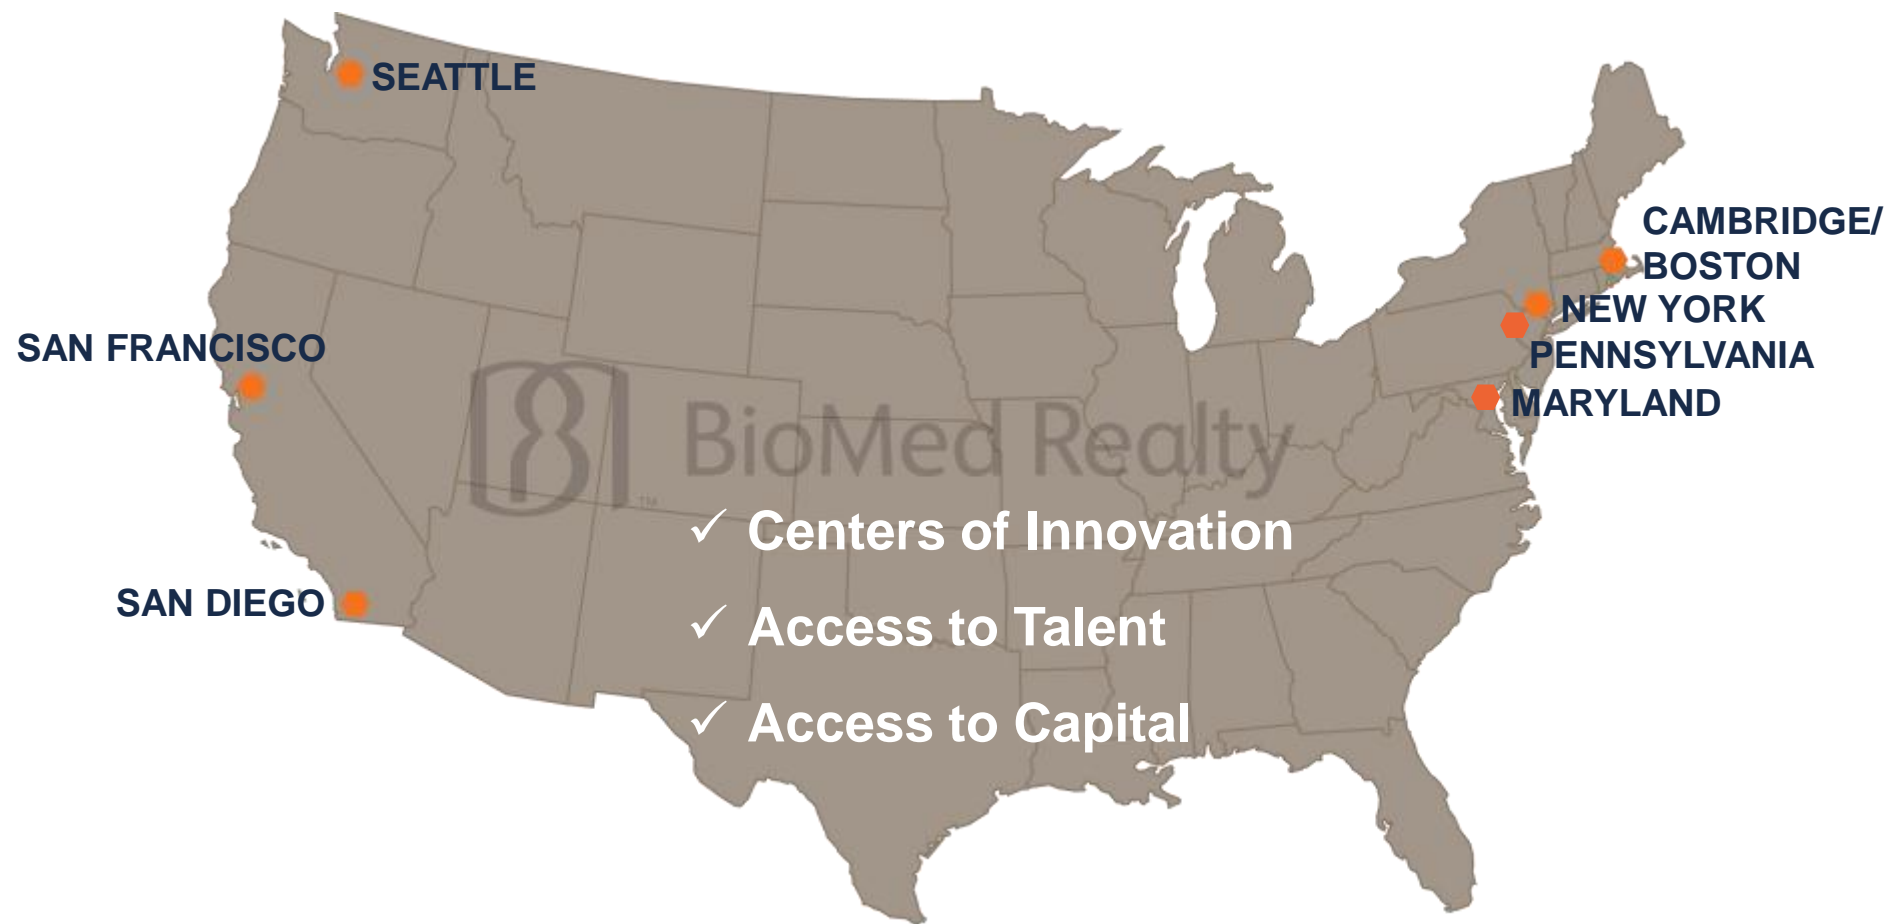 SEATTLE
CAMBRIDGE/
BOSTON
NEW YORK
SAN FRANCISCO
PENNSYLVANIA
MARYLAND
BioMed Realty
TM
✓ Centers of Innovation
SAN DIEGO
✓ Access to Talent
✓ Access to Capital